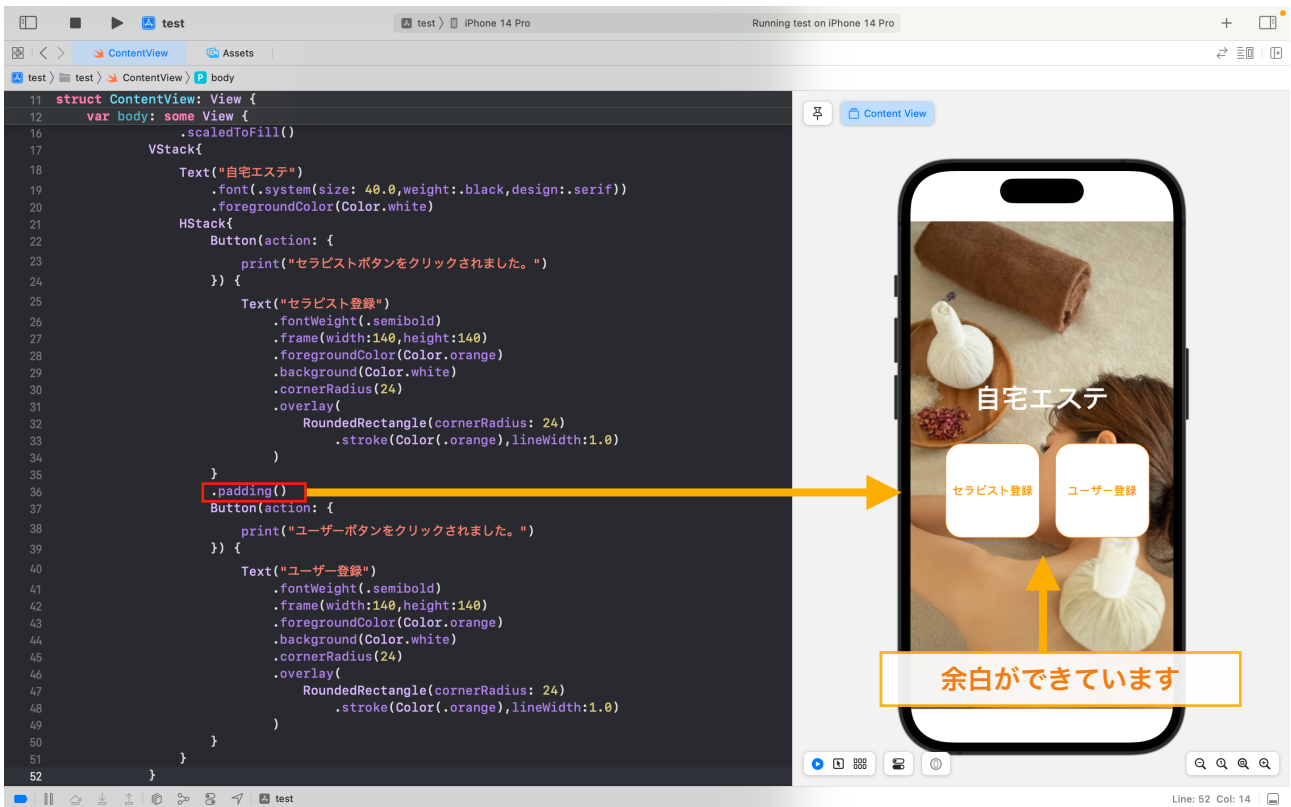 test
test 〉 iPhone 14 Pro
Running test on iPhone 14 Pro
ContentView
Assets
test 〉 test 〉 ContentView 〉 P body
11 struct ContentView: View {
12 var body: some View {
16 .scaledToFill()
17 VStack{
18 Text("自宅エステ")
19 .font(.system(size: 40.0,weight:.black,design:.serif))
20 .foregroundColor(Color.white)
21 HStack{
22 Button(action: {
23 print("セラピストボタンをクリックされました。")
24 }) {
25 Text("セラピスト登録")
26 .fontWeight(.semibold)
27 .frame(width:140,height:140)
28 .foregroundColor(Color.orange)
29 .background(Color.white)
30 .cornerRadius(24)
31 .overlay(
32 RoundedRectangle(cornerRadius: 24)
33 .stroke(Color(.orange),lineWidth:1.0)
34 )
35 }
36 .padding()
37 Button(action: {
38 print("ユーザーボタンをクリックされました。")
39 }) {
40 Text("ユーザー登録")
41 .fontWeight(.semibold)
42 .frame(width:140,height:140)
43 .foregroundColor(Color.orange)
44 .background(Color.white)
45 .cornerRadius(24)
46 .overlay(
47 RoundedRectangle(cornerRadius: 24)
48 .stroke(Color(.orange),lineWidth:1.0)
49 )
50 }
51 }
52 }
Content View
自宅エステ
セラピスト登録
ユーザー登録
余白ができています
test
Line: 52 Col: 14